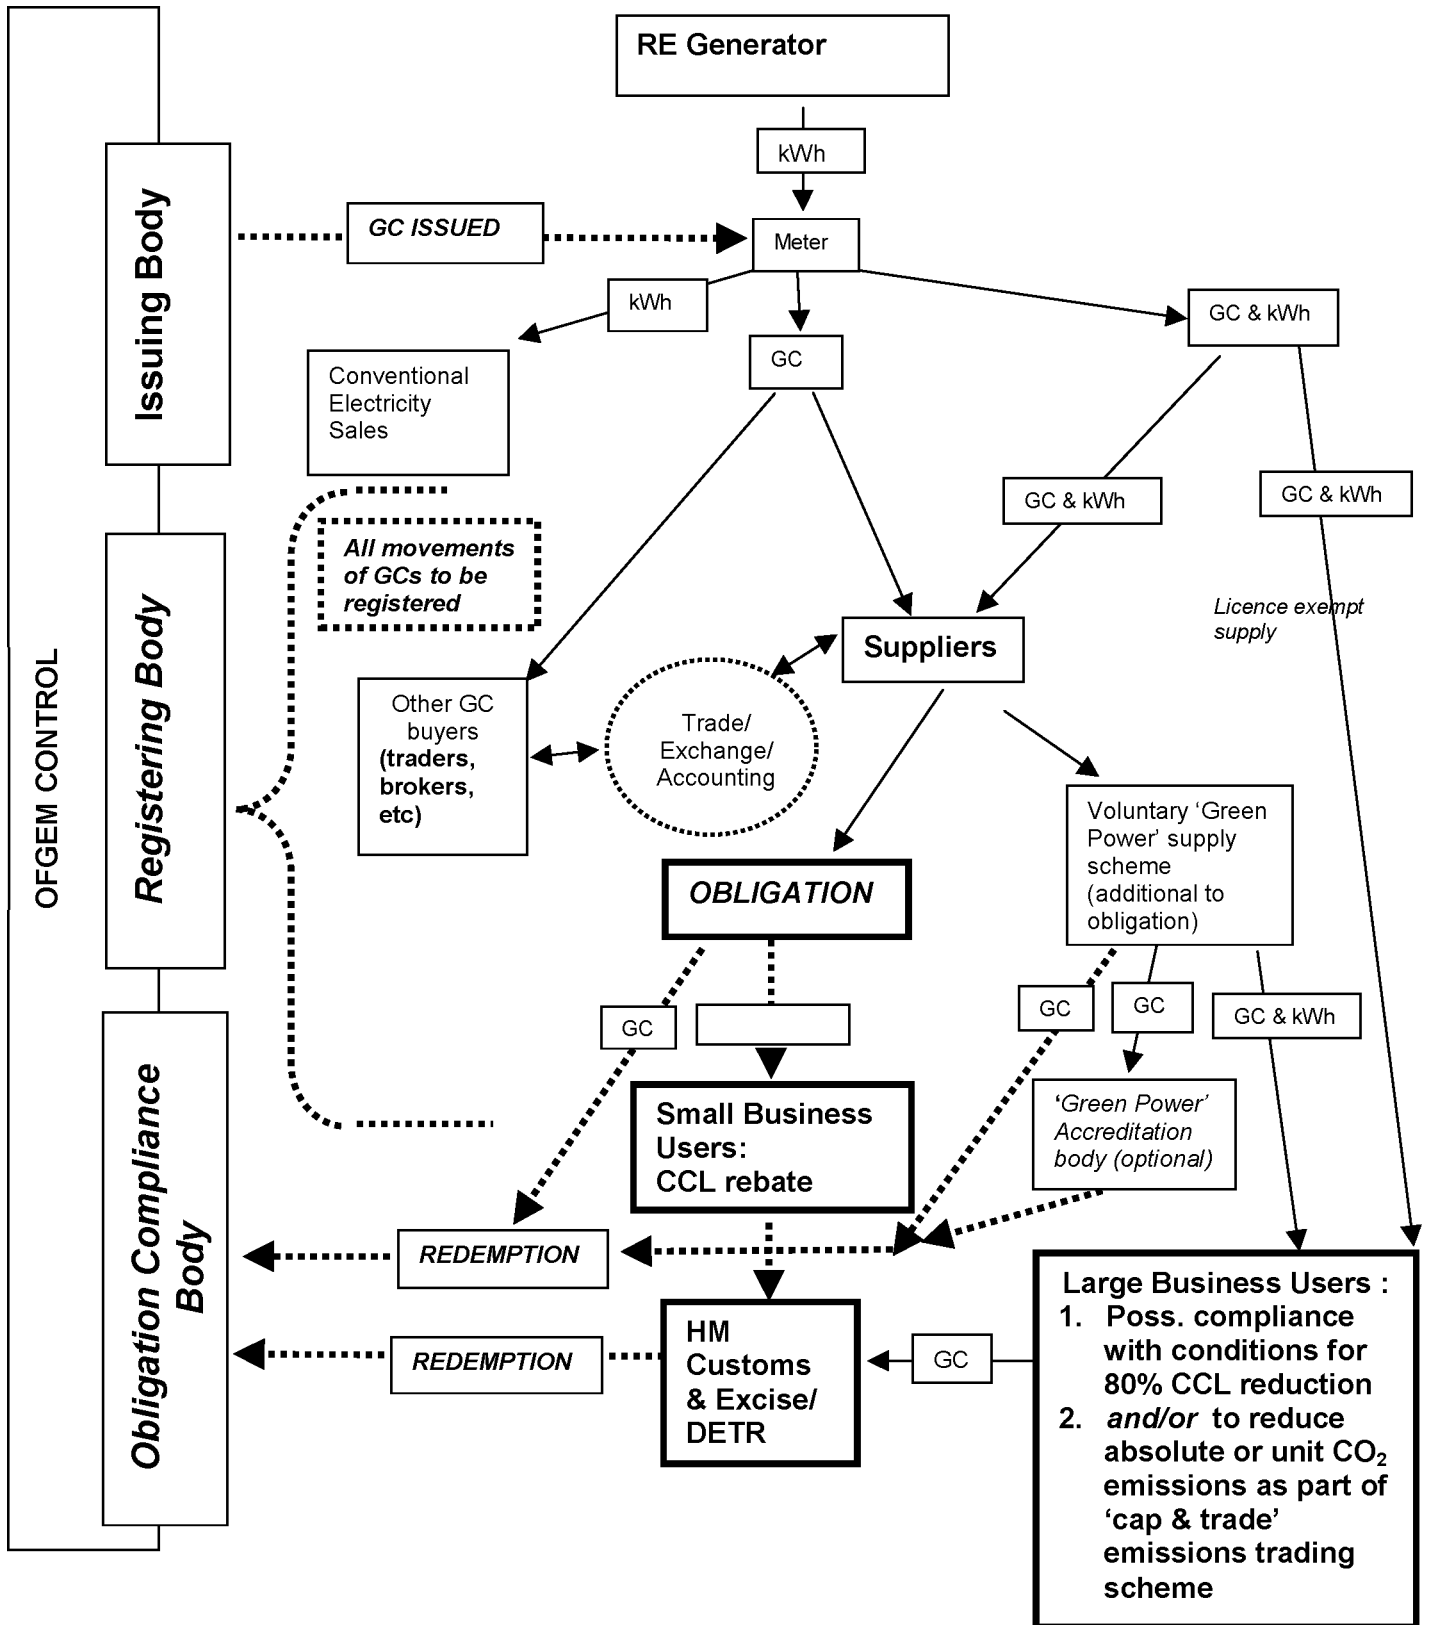 RE Generator
kWh
Issuing Body
GC ISSUED
Meter
kWh
GC & kWh
GC
Conventional
Electricity
Sales
GC & kWh
GC & kWh
All movements
of GCs to be
registered
Licence exempt
supply
OFGEM CONTROL
Registering Body
Suppliers
Other GC
buyers
(traders,
brokers,
etc)
Trade/
Exchange/
Accounting
Voluntary ‘Green
Power’ supply
scheme
(additional to
obligation)
OBLIGATION
GC
GC
GC
GC & kWh
Obligation Compliance
Body
Small Business
Users:
CCL rebate
‘Green Power’
Accreditation
body (optional)
REDEMPTION
REDEMPTION
HM
Customs
& Excise/
DETR
GC
Large Business Users :
1. Poss. compliance
with conditions for
80% CCL reduction
2. and/or to reduce
absolute or unit CO₂
emissions as part of
‘cap & trade’
emissions trading
scheme